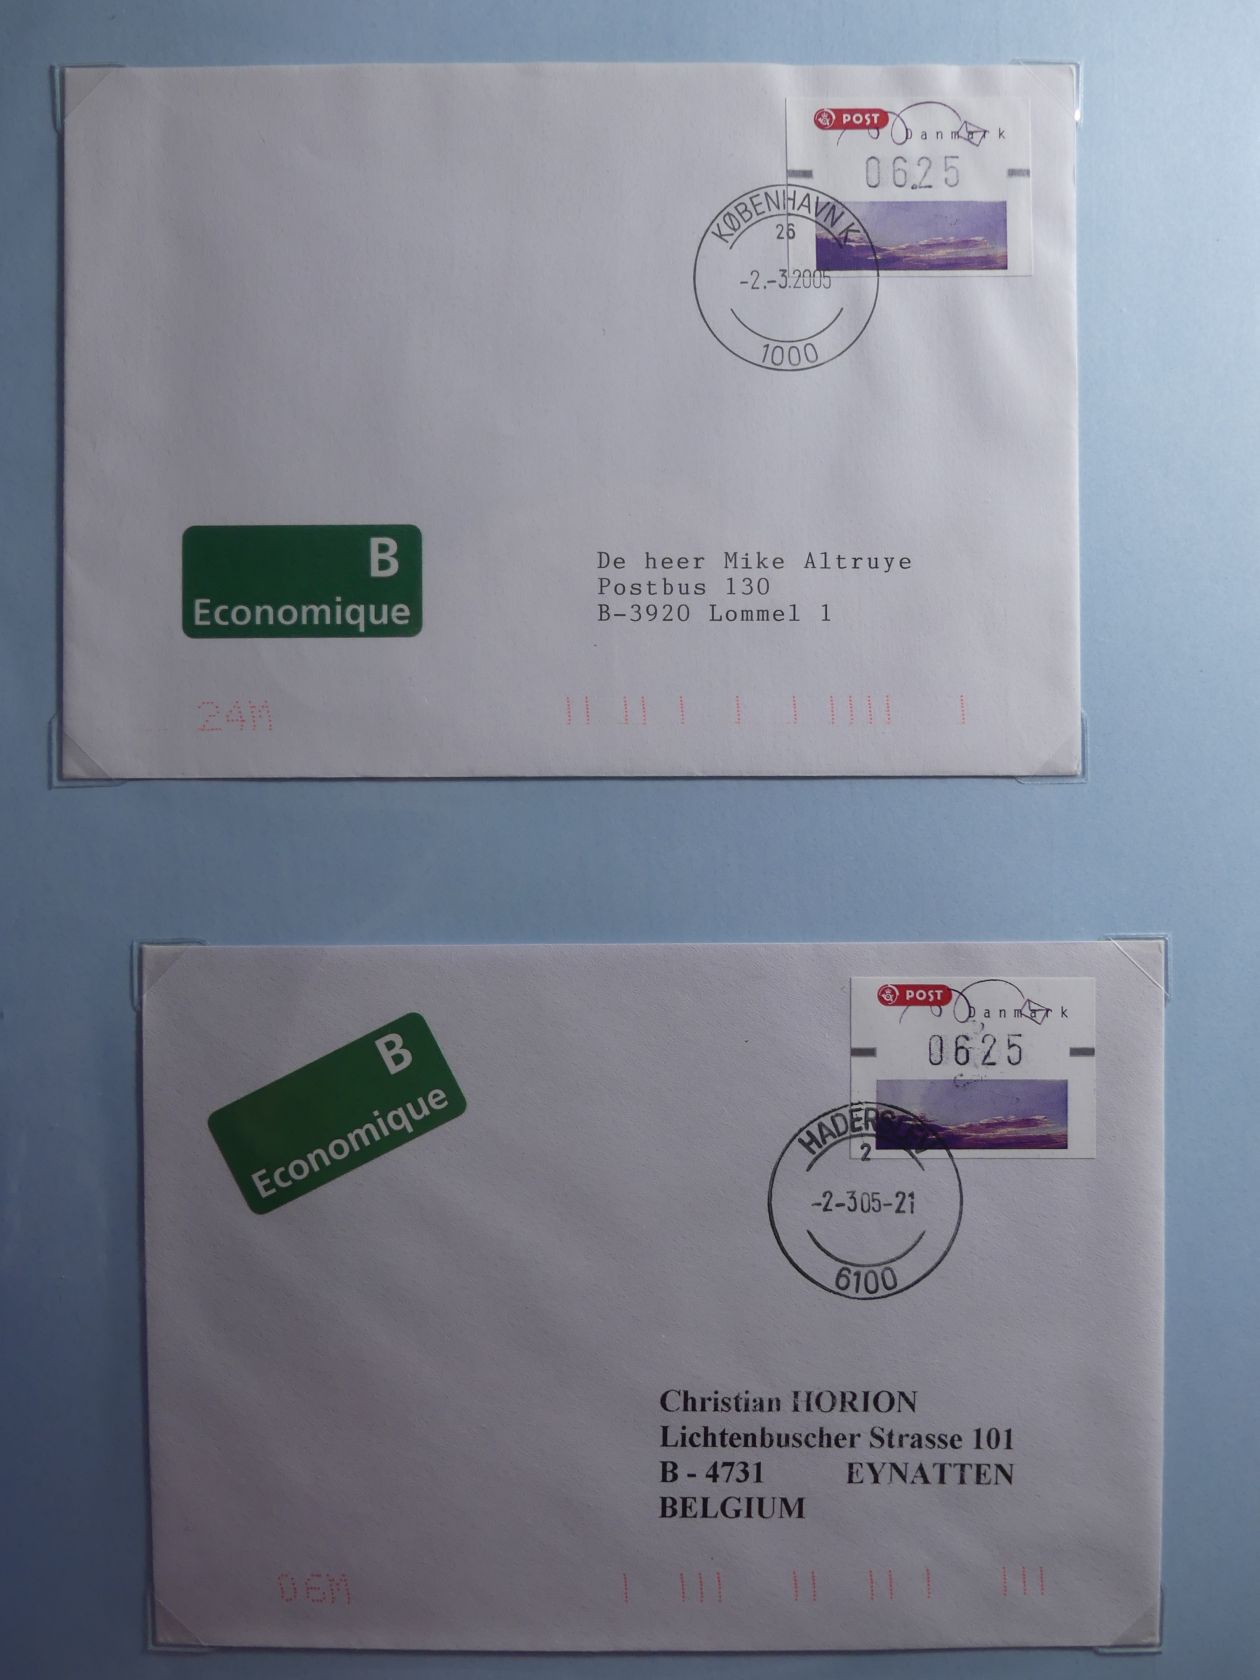 POST
Danmark
0625
KØBENHAVN K
26
-2.-3.2005
1000
B
Economique
De heer Mike Altruye
Postbus 130
B-3920 Lommel 1
24M
POST
Danmark
0625
B
Economique
HADERSLEV
2
-2-305-21
6100
Christian HORION
Lichtenbuscher Strasse 101
B - 4731 EYNATTEN
BELGIUM
06M